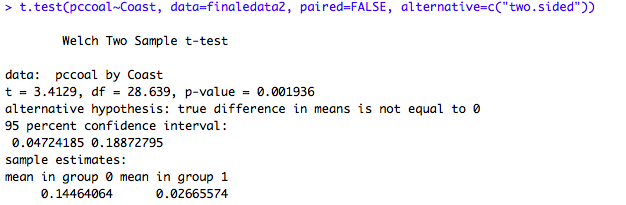 > t.test(pccoal~Coast, data=finaledata2, paired=FALSE, alternative=c("two.sided"))
Welch Two Sample t-test
data:  pccoal by Coast
t = 3.4129, df = 28.639, p-value = 0.001936
alternative hypothesis: true difference in means is not equal to 0
95 percent confidence interval:
0.04724185 0.18872795
sample estimates:
mean in group 0 mean in group 1
0.14464064      0.02665574